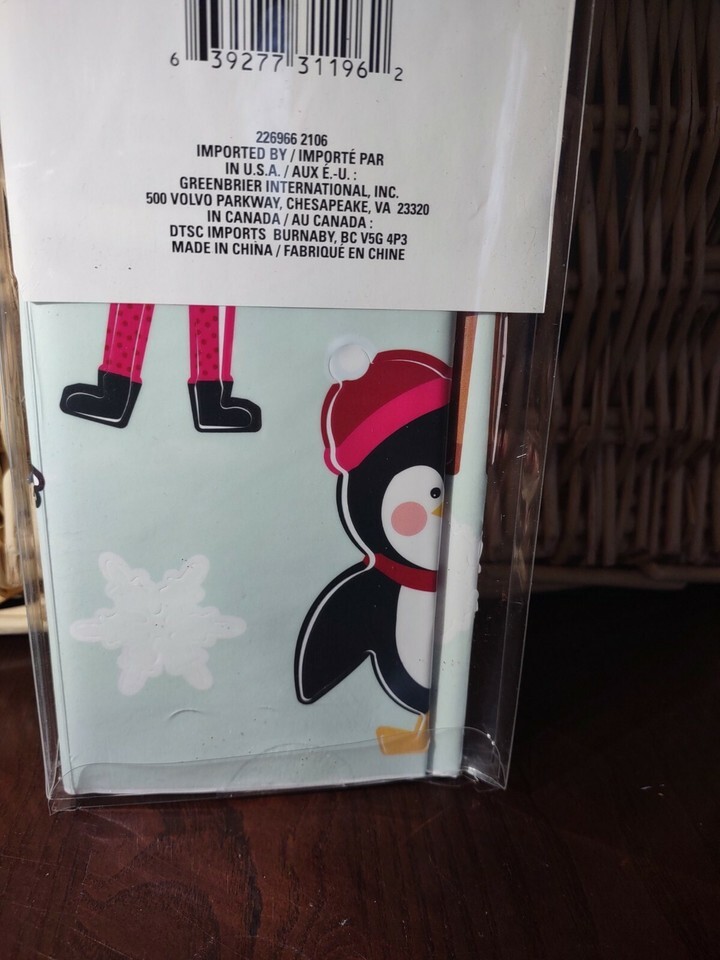 6 39277 31196 2
226966 2106
IMPORTED BY / IMPORTÉ PAR
IN U.S.A. / AUX É.-U. :
GREENBRIER INTERNATIONAL, INC.
500 VOLVO PARKWAY, CHESAPEAKE, VA 23320
IN CANADA / AU CANADA :
DTSC IMPORTS BURNABY, BC V5G 4P3
MADE IN CHINA / FABRIQUÉ EN CHINE